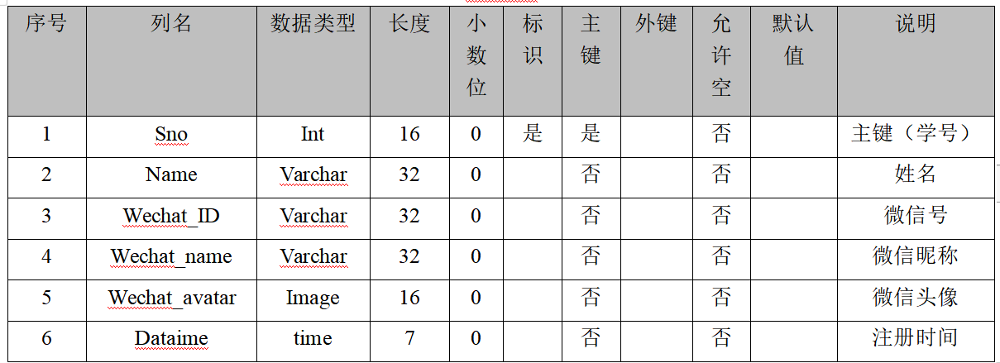 序号 列名 数据类型 长度 小数位 标识 主键 外键 允许空 默认值 说明
1 Sno Int 16 0 是 是 否 主键（学号）
2 Name Varchar 32 0 否 否 姓名
3 Wechat_ID Varchar 32 0 否 否 微信号
4 Wechat_name Varchar 32 0 否 否 微信昵称
5 Wechat_avatar Image 16 0 否 否 微信头像
6 Dataime time 7 0 否 否 注册时间